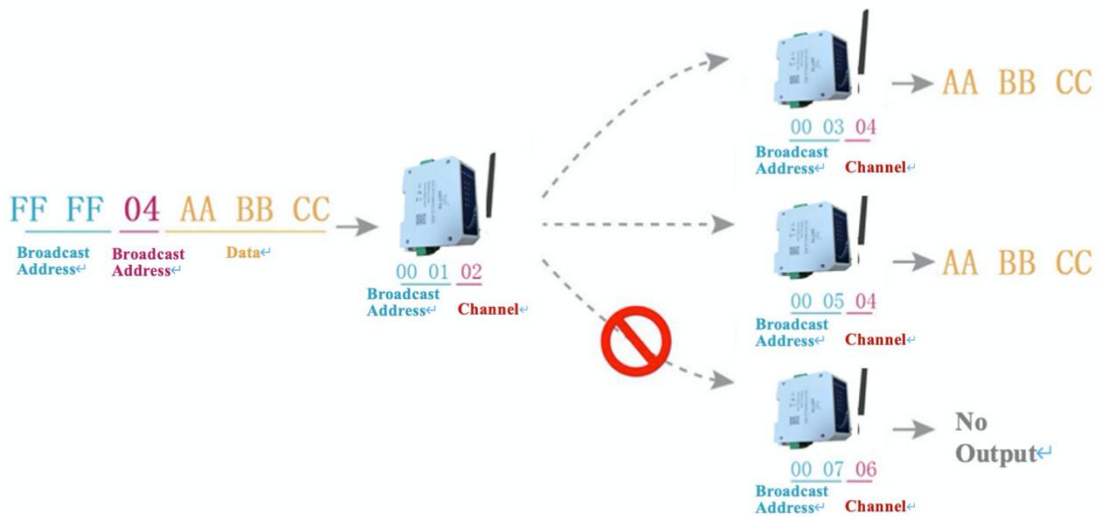 FF FF 04 AA BB CC
Broadcast
Address↵
Broadcast
Address↵
Data↵
00 01 02
Broadcast
Address↵
Channel↵
00 03 04
Broadcast
Address↵
Channel↵
AA BB CC
00 05 04
Broadcast
Address↵
Channel↵
AA BB CC
00 07 06
Broadcast
Address↵
Channel↵
No
Output↵